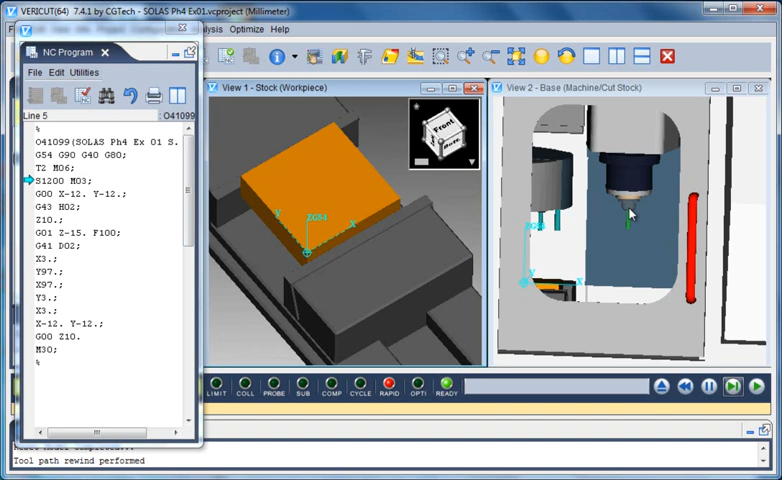 VERICUT(64) 7.4.1 by CGTech - SOLAS Ph4 Ex01.vcproject (Millimeter)
alysis Optimize Help
NC Program
File Edit Utilities
Line 5 : O41099
%
O41099(SOLAS Ph4 Ex 01 S.
G54 G90 G40 G80;
T2 M06;
S1200 M03;
G00 X-12. Y-12.;
G43 H02;
Z10.;
G01 Z-15. F100;
G41 D02;
X3.;
Y97.;
X97.;
Y3.;
X3.;
X-12. Y-12.;
G00 Z10.
M30;
%
View 1 - Stock (Workpiece)
Front
Y
ZG54
X
View 2 - Base (Machine/Cut Stock)
Y
X
LIMIT COLL PROBE SUB COMP CYCLE RAPID OPTI READY
Tool path rewind performed